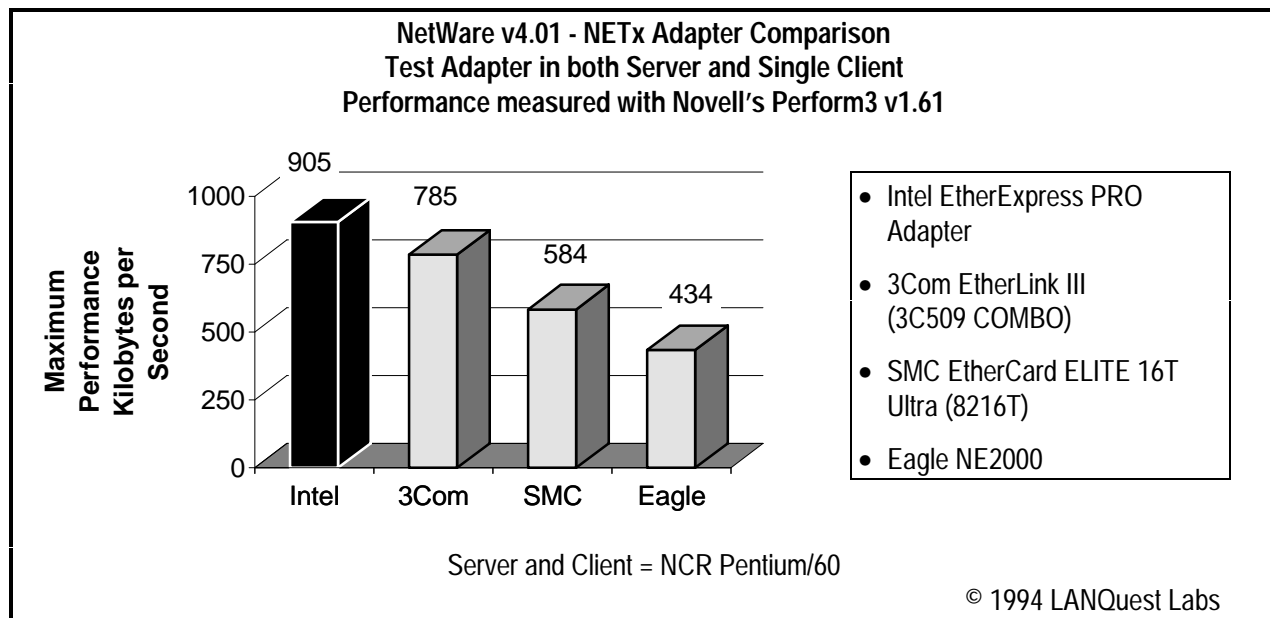 NetWare v4.01 - NETx Adapter Comparison
Test Adapter in both Server and Single Client
Performance measured with Novell's Perform3 v1.61
Maximum
Performance
Kilobytes per
Second
1000
750
500
250
0
905
785
584
434
Intel
3Com
SMC
Eagle
• Intel EtherExpress PRO
Adapter
• 3Com EtherLink III
(3C509 COMBO)
• SMC EtherCard ELITE 16T
Ultra (8216T)
• Eagle NE2000
Server and Client = NCR Pentium/60
© 1994 LANQuest Labs